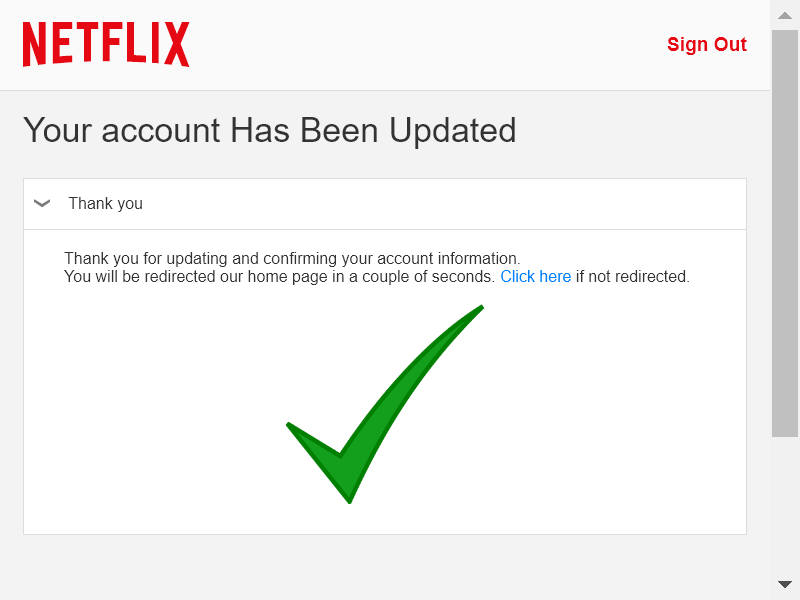 NETFLIX
Sign Out
Your account Has Been Updated
Thank you
Thank you for updating and confirming your account information.
You will be redirected our home page in a couple of seconds. Click here if not redirected.